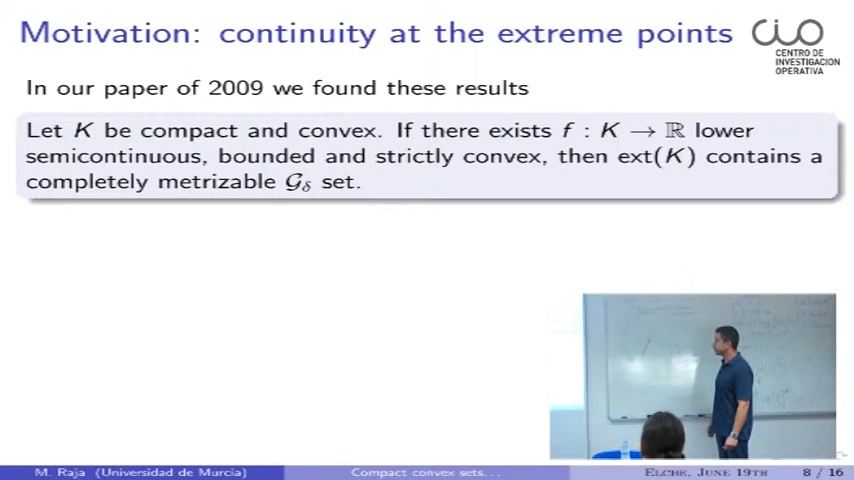 Motivation: continuity at the extreme points
CIO
CENTRO DE
INVESTIGACION
OPERATIVA
In our paper of 2009 we found these results
Let K be compact and convex. If there exists f : K → ℝ lower
semicontinuous, bounded and strictly convex, then ext(K) contains a
completely metrizable 𝒢δ set.
M. Raja (Universidad de Murcia)
Compact convex sets...
Elche, June 19th
8 / 16